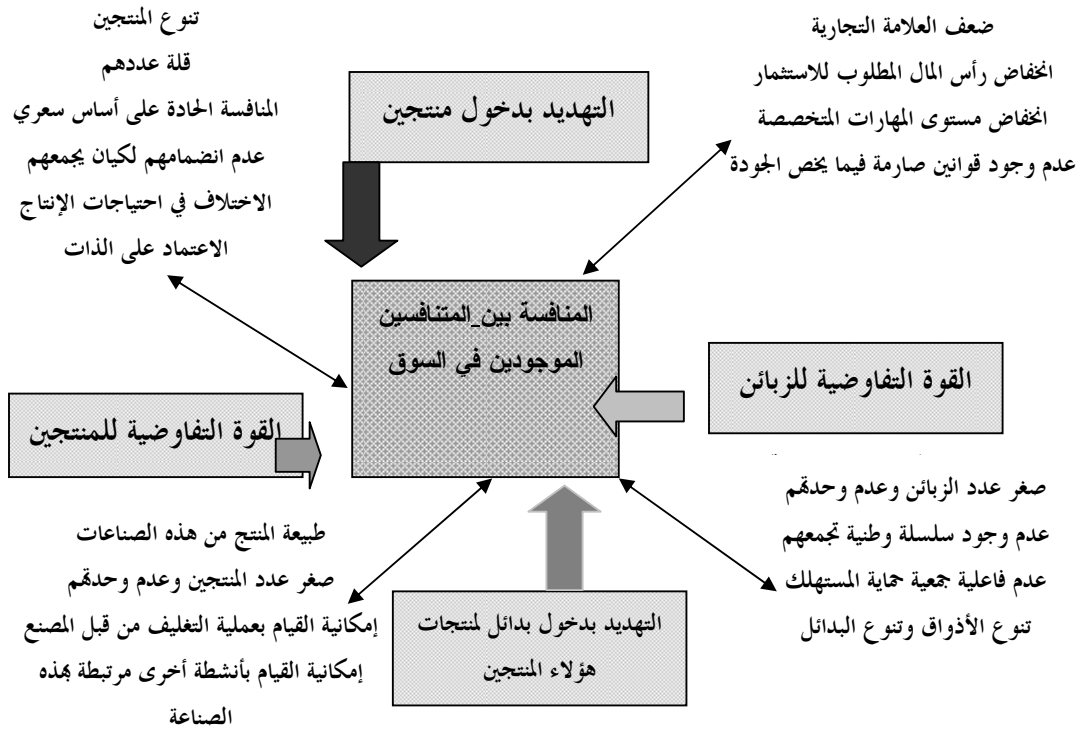 ضعف العلامة التجارية
انخفاض رأس المال المطلوب للاستثمار
انخفاض مستوى المهارات المتخصصة
عدم وجود قوانين صارمة فيما يخص الجودة
التهديد بدخول منتجين
تنوع المنتجين
قلة عددهم
المنافسة الحادة على أساس سعري
عدم انضمامهم لكيان يجمعهم
الاختلاف في احتياجات الإنتاج
الاعتماد على الذات
المنافسة بين المتنافسين
الموجودين في السوق
القوة التفاوضية للزبائن
القوة التفاوضية للمنتجين
صغر عدد الزبائن وعدم وحدتهم
عدم وجود سلسلة وطنية تجمعهم
عدم فاعلية جمعية حماية المستهلك
تنوع الأذواق وتنوع البدائل
التهديد بدخول بدائل لمنتجات
هؤلاء المنتجين
طبيعة المنتج من هذه الصناعات
صغر عدد المنتجين وعدم وحدتهم
إمكانية القيام بعملية التغليف من قبل المصنع
إمكانية القيام بأنشطة أخرى مرتبطة بهذه
الصناعة